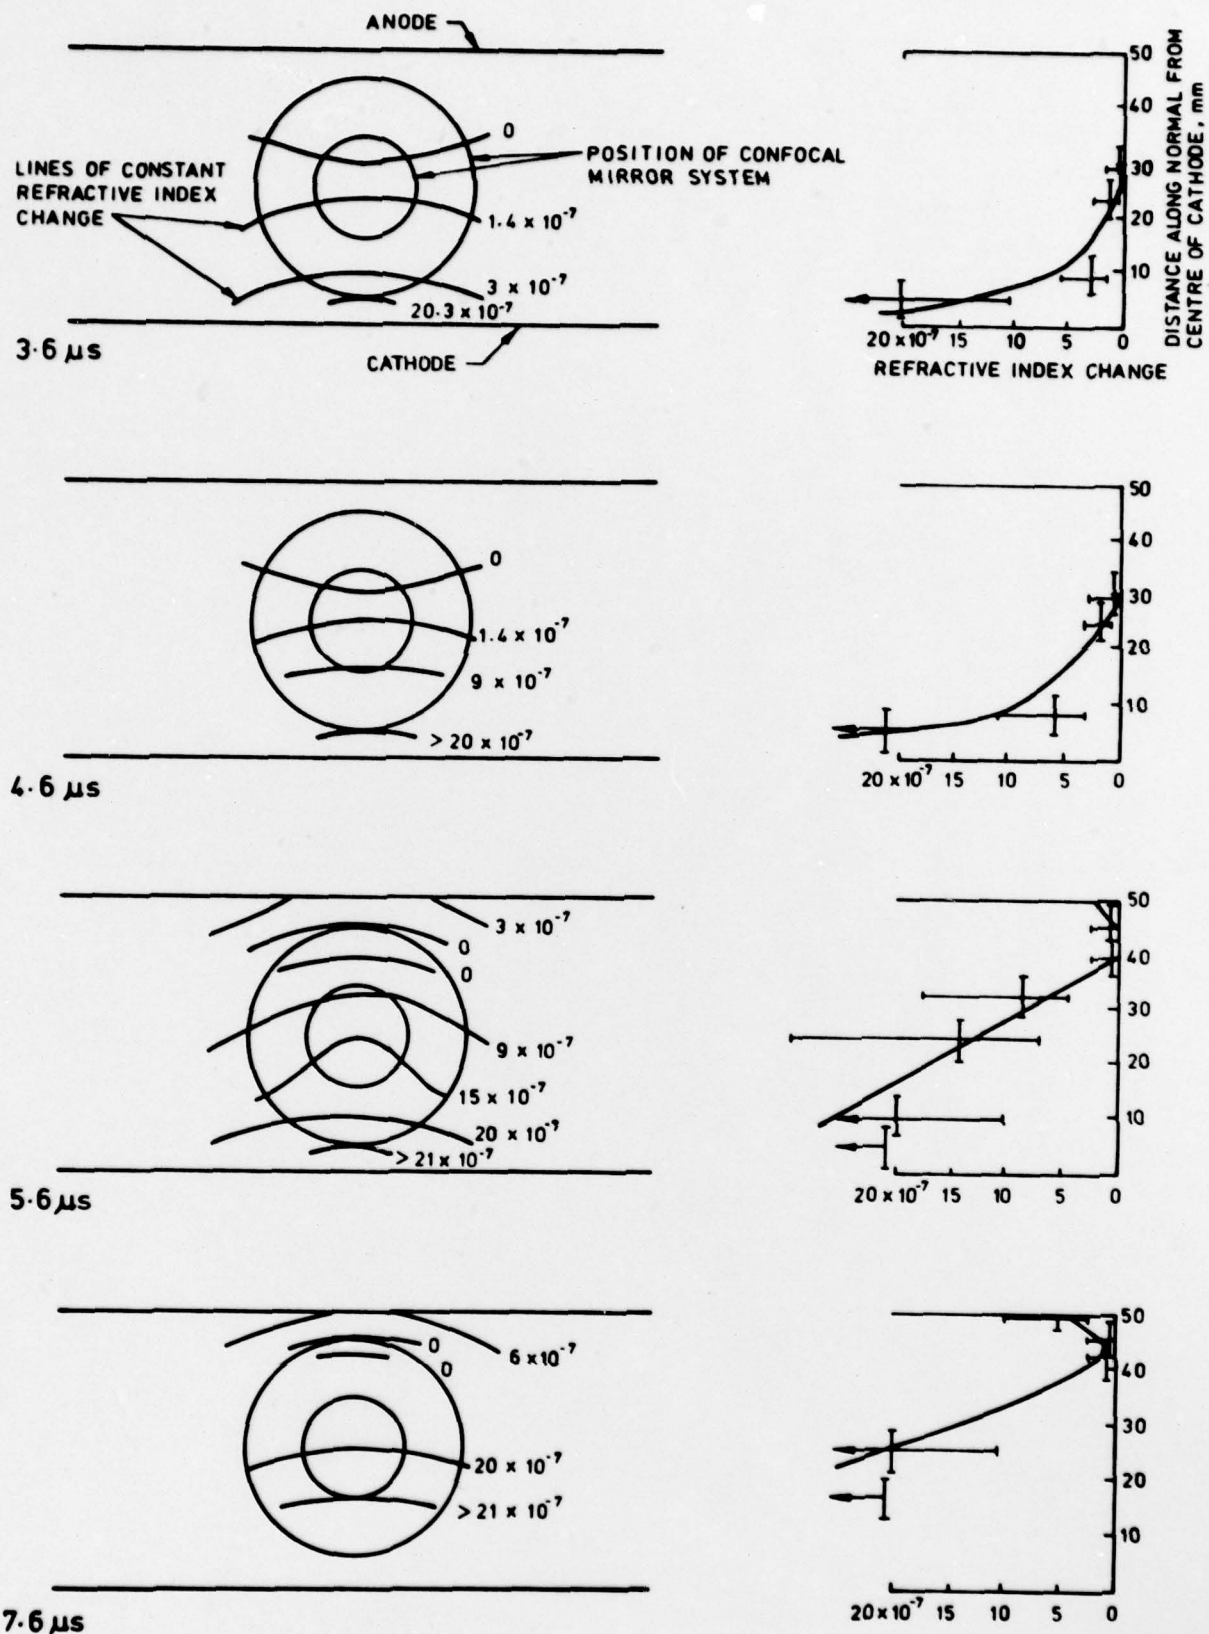 ANODE
0
LINES OF CONSTANT
REFRACTIVE INDEX
CHANGE
POSITION OF CONFOCAL
MIRROR SYSTEM
1.4 × 10⁻⁷
3 × 10⁻⁷
20.3 × 10⁻⁷
3·6 μs
CATHODE
50
40
30
20
10
DISTANCE ALONG NORMAL FROM
CENTRE OF CATHODE, mm
20 × 10⁻⁷ 15 10 5 0
REFRACTIVE INDEX CHANGE
0
1.4 × 10⁻⁷
9 × 10⁻⁷
> 20 × 10⁻⁷
4·6 μs
50
40
30
20
10
20 × 10⁻⁷ 15 10 5 0
3 × 10⁻⁷
0
0
9 × 10⁻⁷
15 × 10⁻⁷
20 × 10⁻⁷
> 21 × 10⁻⁷
5·6 μs
50
40
30
20
10
20 × 10⁻⁷ 15 10 5 0
0
0
6 × 10⁻⁷
20 × 10⁻⁷
> 21 × 10⁻⁷
7·6 μs
50
40
30
20
10
20 × 10⁻⁷ 15 10 5 0